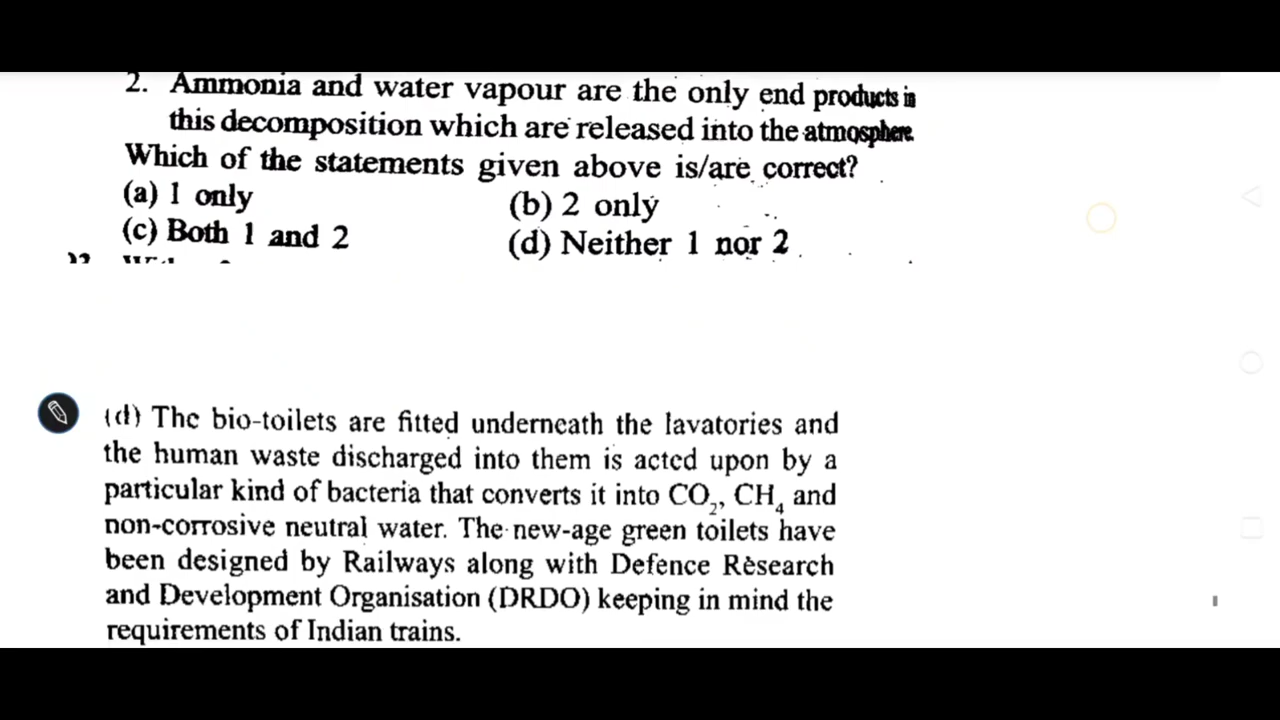 2. Ammonia and water vapour are the only end products in
this decomposition which are released into the atmosphere.
Which of the statements given above is/are correct?
(a) 1 only (b) 2 only
(c) Both 1 and 2 (d) Neither 1 nor 2
(d) The bio-toilets are fitted underneath the lavatories and
the human waste discharged into them is acted upon by a
particular kind of bacteria that converts it into CO₂, CH₄ and
non-corrosive neutral water. The new-age green toilets have
been designed by Railways along with Defence Research
and Development Organisation (DRDO) keeping in mind the
requirements of Indian trains.